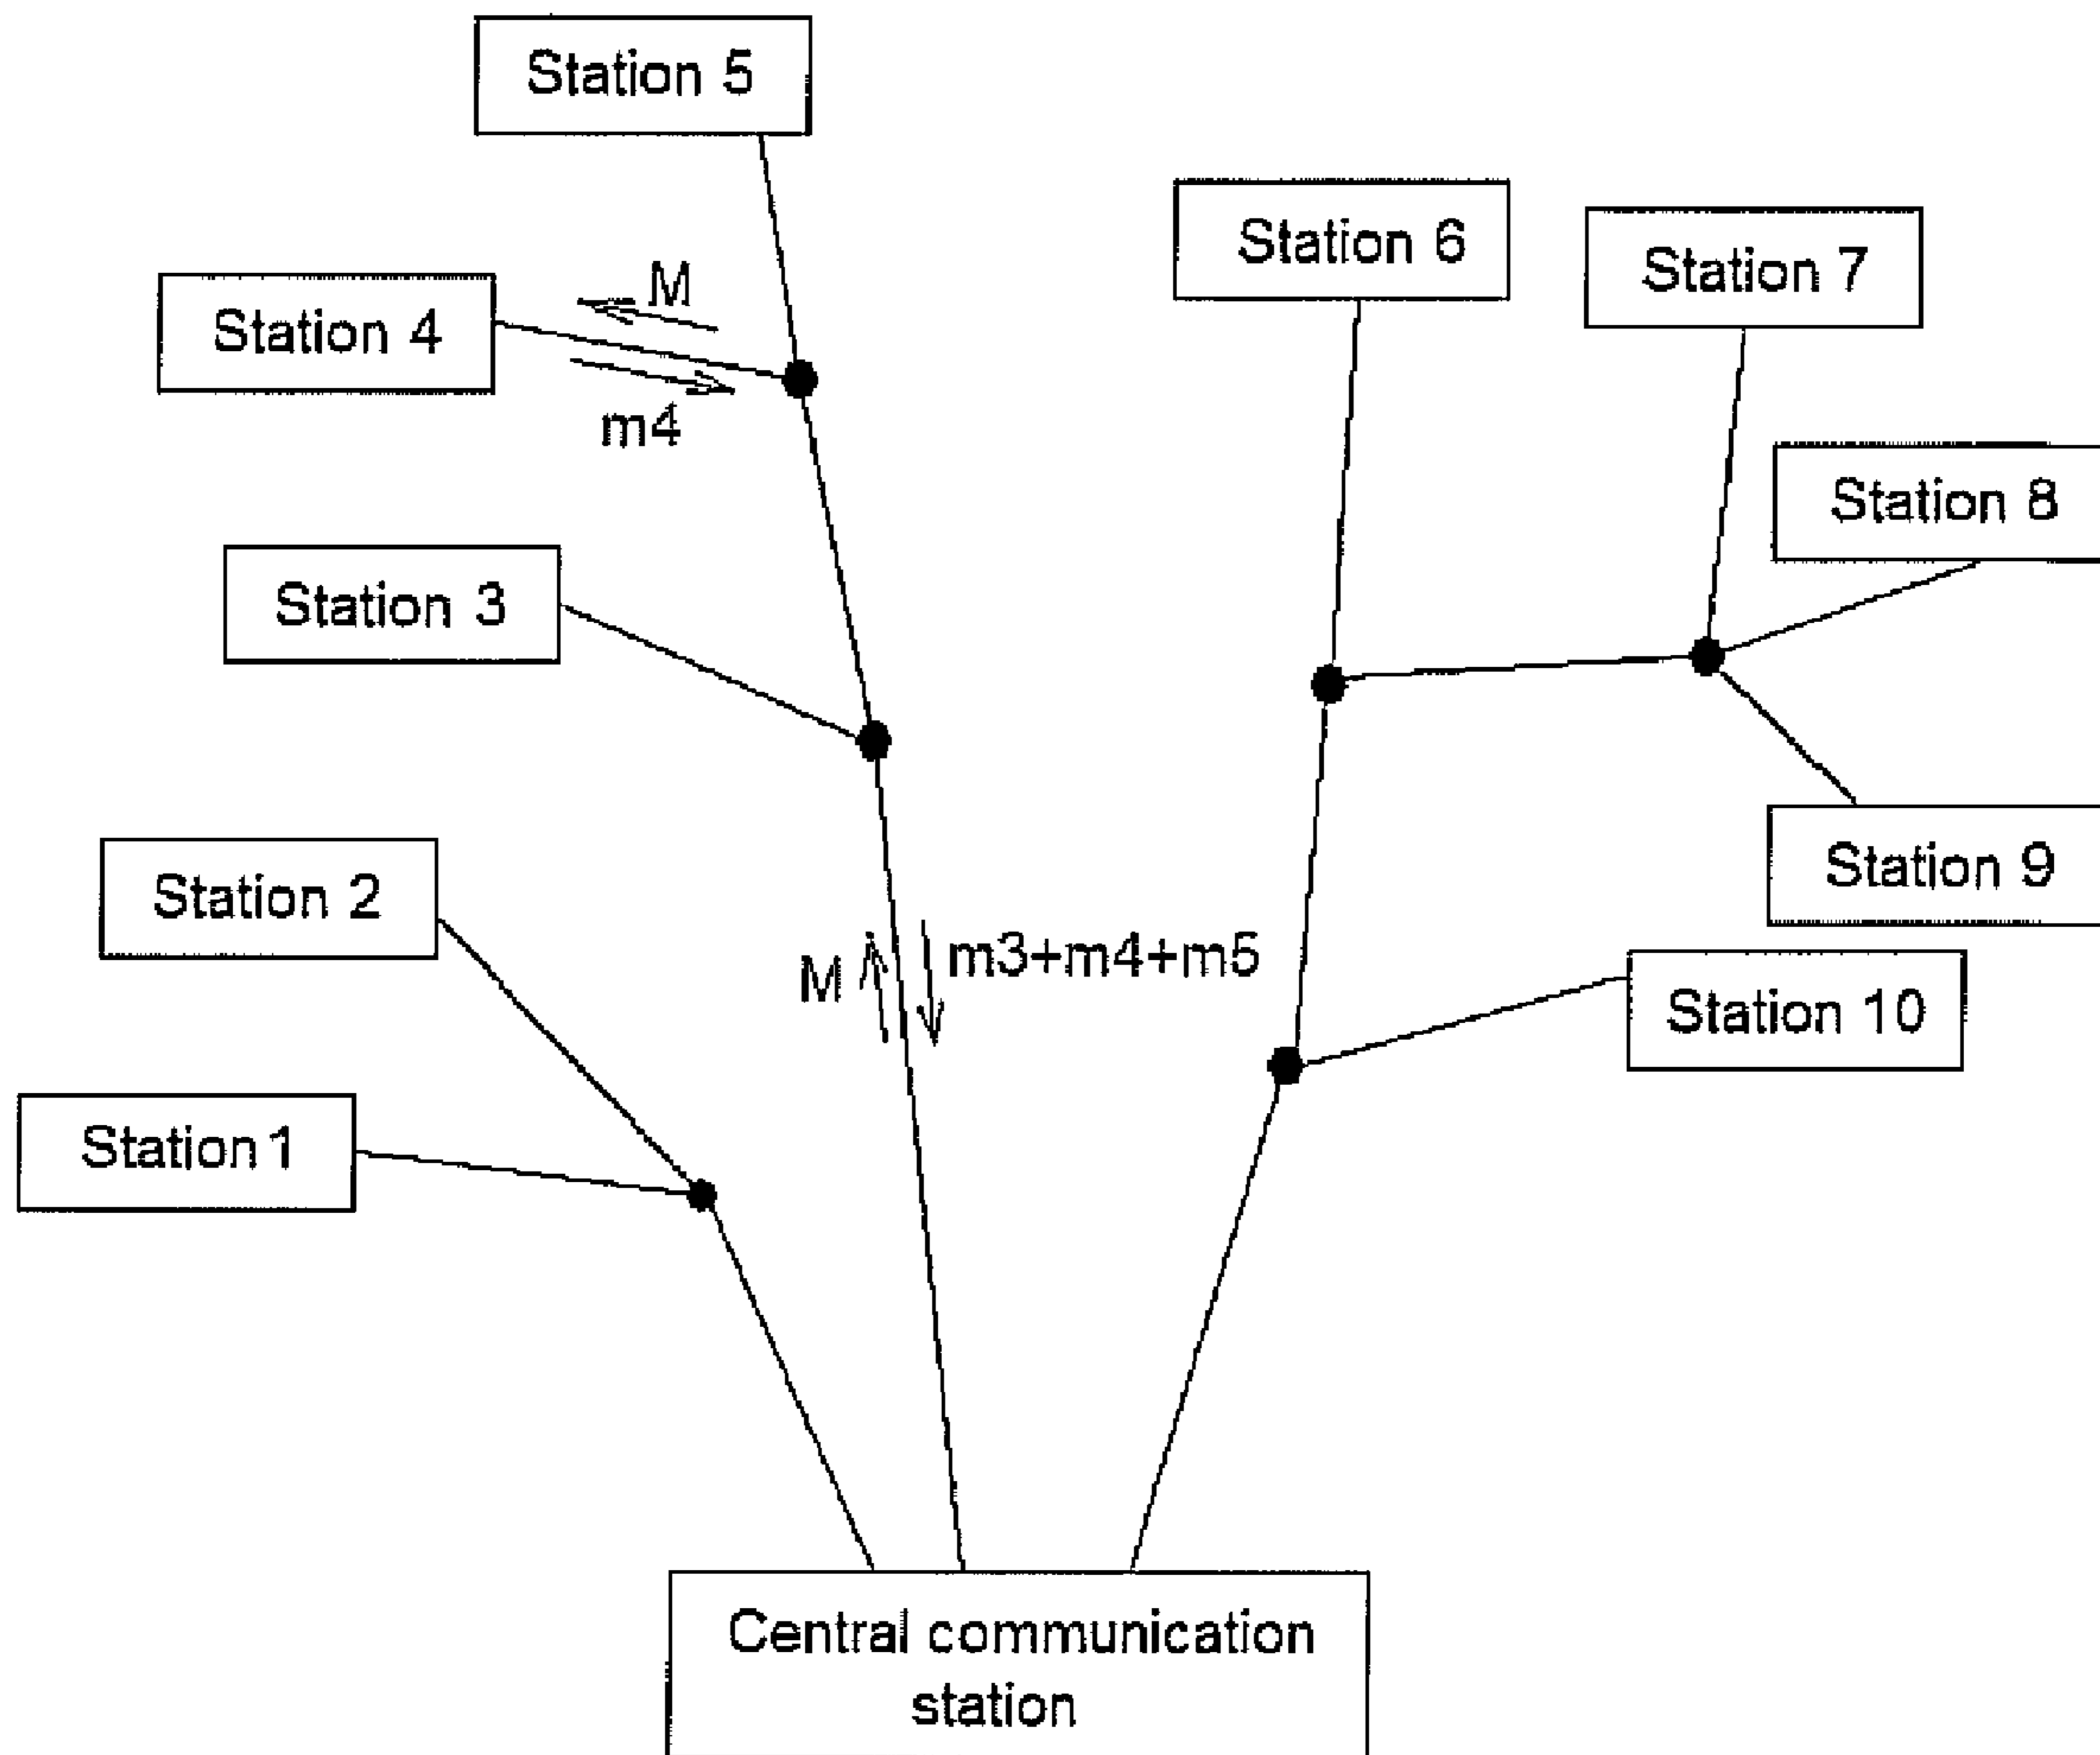 Station 5
Station 6
Station 7
M
Station 4
m4
Station 8
Station 3
Station 9
Station 2
m3+m4+m5
M
Station 10
Station 1
Central communication
station